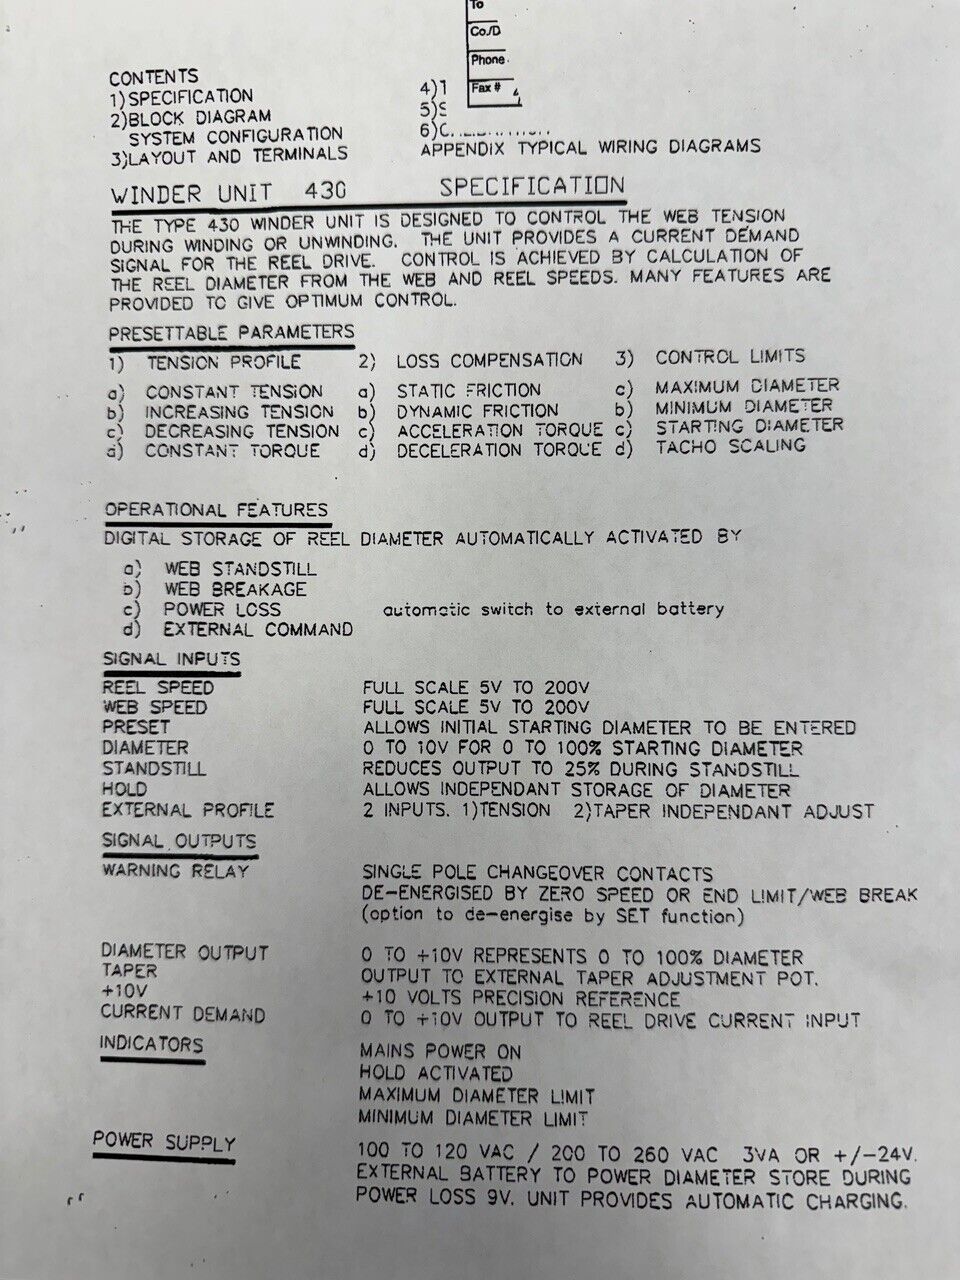 To
Co./D
Phone
Fax #
CONTENTS
1)SPECIFICATION
2)BLOCK DIAGRAM
SYSTEM CONFIGURATION
3)LAYOUT AND TERMINALS
4)
5)
6)
APPENDIX TYPICAL WIRING DIAGRAMS
WINDER UNIT 430 SPECIFICATION
THE TYPE 430 WINDER UNIT IS DESIGNED TO CONTROL THE WEB TENSION
DURING WINDING OR UNWINDING. THE UNIT PROVIDES A CURRENT DEMAND
SIGNAL FOR THE REEL DRIVE. CONTROL IS ACHIEVED BY CALCULATION OF
THE REEL DIAMETER FROM THE WEB AND REEL SPEEDS. MANY FEATURES ARE
PROVIDED TO GIVE OPTIMUM CONTROL.
PRESETTABLE PARAMETERS
1) TENSION PROFILE 2) LOSS COMPENSATION 3) CONTROL LIMITS
a) CONSTANT TENSION a) STATIC FRICTION c) MAXIMUM DIAMETER
b) INCREASING TENSION b) DYNAMIC FRICTION b) MINIMUM DIAMETER
c) DECREASING TENSION c) ACCELERATION TORQUE c) STARTING DIAMETER
d) CONSTANT TORQUE d) DECELERATION TORQUE d) TACHO SCALING
OPERATIONAL FEATURES
DIGITAL STORAGE OF REEL DIAMETER AUTOMATICALLY ACTIVATED BY
a) WEB STANDSTILL
b) WEB BREAKAGE
c) POWER LOSS automatic switch to external battery
d) EXTERNAL COMMAND
SIGNAL INPUTS
REEL SPEED FULL SCALE 5V TO 200V
WEB SPEED FULL SCALE 5V TO 200V
PRESET ALLOWS INITIAL STARTING DIAMETER TO BE ENTERED
DIAMETER 0 TO 10V FOR 0 TO 100% STARTING DIAMETER
STANDSTILL REDUCES OUTPUT TO 25% DURING STANDSTILL
HOLD ALLOWS INDEPENDANT STORAGE OF DIAMETER
EXTERNAL PROFILE 2 INPUTS. 1)TENSION 2)TAPER INDEPENDANT ADJUST
SIGNAL OUTPUTS
WARNING RELAY SINGLE POLE CHANGEOVER CONTACTS
DE-ENERGISED BY ZERO SPEED OR END LIMIT/WEB BREAK
(option to de-energise by SET function)
DIAMETER OUTPUT 0 TO +10V REPRESENTS 0 TO 100% DIAMETER
TAPER OUTPUT TO EXTERNAL TAPER ADJUSTMENT POT.
+10V +10 VOLTS PRECISION REFERENCE
CURRENT DEMAND 0 TO +10V OUTPUT TO REEL DRIVE CURRENT INPUT
INDICATORS MAINS POWER ON
HOLD ACTIVATED
MAXIMUM DIAMETER LIMIT
MINIMUM DIAMETER LIMIT
POWER SUPPLY 100 TO 120 VAC / 200 TO 260 VAC 3VA OR +/-24V.
EXTERNAL BATTERY TO POWER DIAMETER STORE DURING
POWER LOSS 9V. UNIT PROVIDES AUTOMATIC CHARGING.